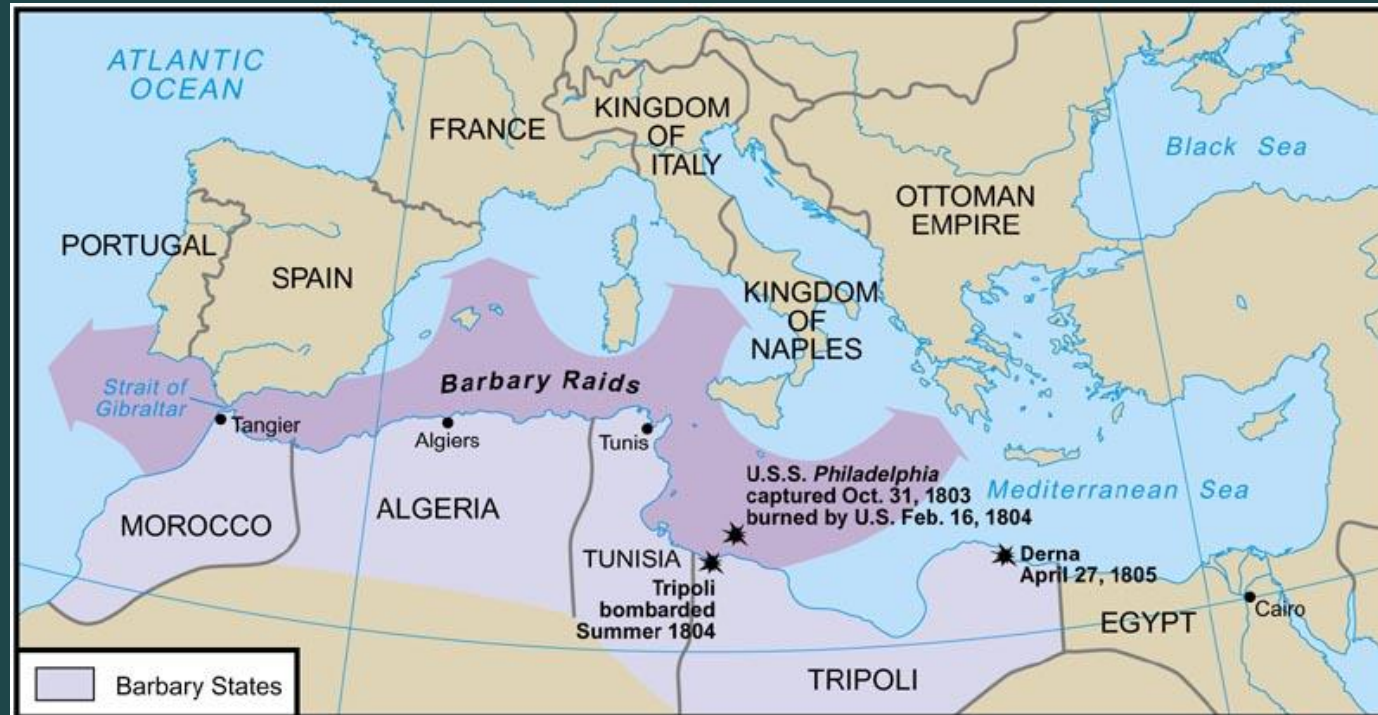 ATLANTIC
OCEAN
FRANCE
KINGDOM
OF
ITALY
Black Sea
OTTOMAN
EMPIRE
PORTUGAL
SPAIN
KINGDOM
OF
NAPLES
Barbary Raids
Strait of
Gibraltar
Tangier
Algiers
Tunis
U.S.S. Philadelphia
captured Oct. 31, 1803
burned by U.S. Feb. 16, 1804
Mediterranean Sea
MOROCCO
ALGERIA
TUNISIA
Tripoli
bombarded
Summer 1804
Derna
April 27, 1805
EGYPT
Cairo
TRIPOLI
Barbary States